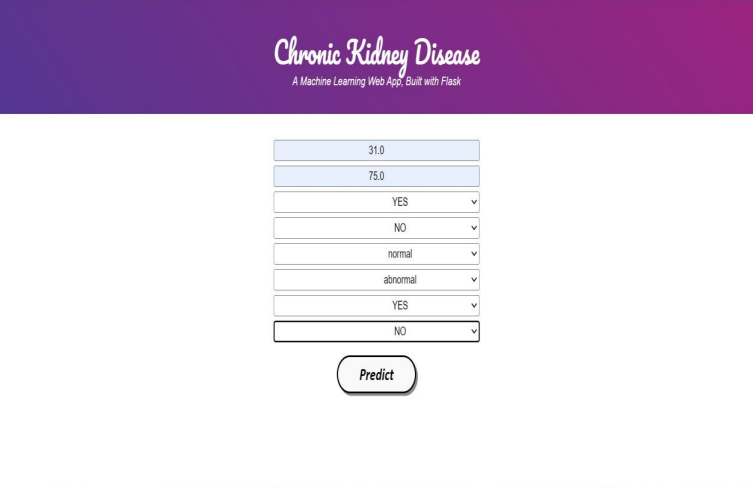 Chronic Kidney Disease
A Machine Learning Web App, Built with Flask
31.0
75.0
YES
NO
normal
abnormal
YES
NO
Predict